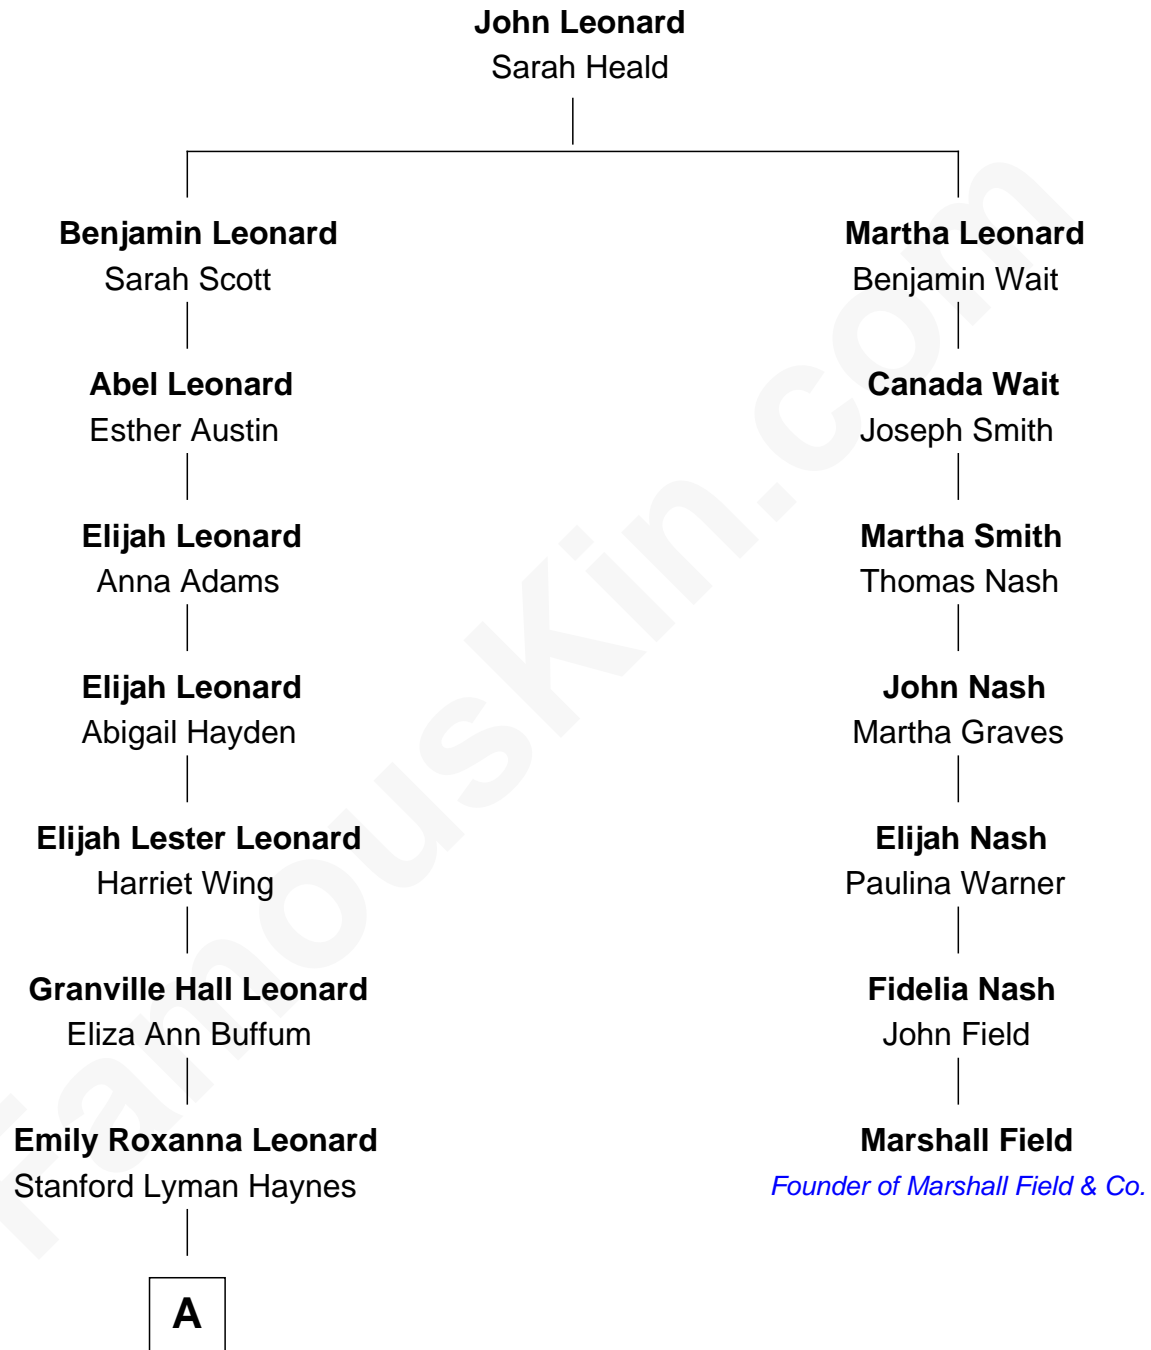 John Leonard
Sarah Heald
Benjamin Leonard
Sarah Scott
Abel Leonard
Esther Austin
Elijah Leonard
Anna Adams
Elijah Leonard
Abigail Hayden
Elijah Lester Leonard
Harriet Wing
Granville Hall Leonard
Eliza Ann Buffum
Emily Roxanna Leonard
Stanford Lyman Haynes
A
Martha Leonard
Benjamin Wait
Canada Wait
Joseph Smith
Martha Smith
Thomas Nash
John Nash
Martha Graves
Elijah Nash
Paulina Warner
Fidelia Nash
John Field
Marshall Field
Founder of Marshall Field & Co.
FamousKin.com